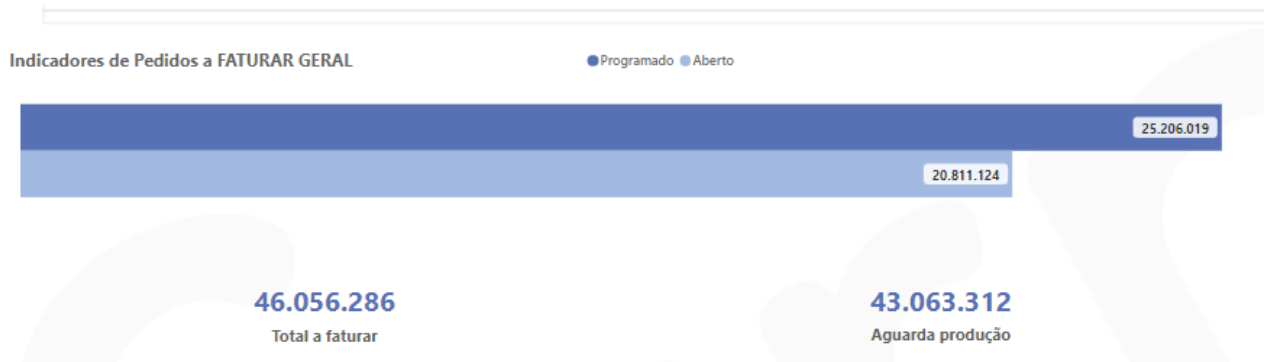 Indicadores de Pedidos a FATURAR GERAL
Programado Aberto
25.206.019
20.811.124
46.056.286
Total a faturar
43.063.312
Aguarda produção